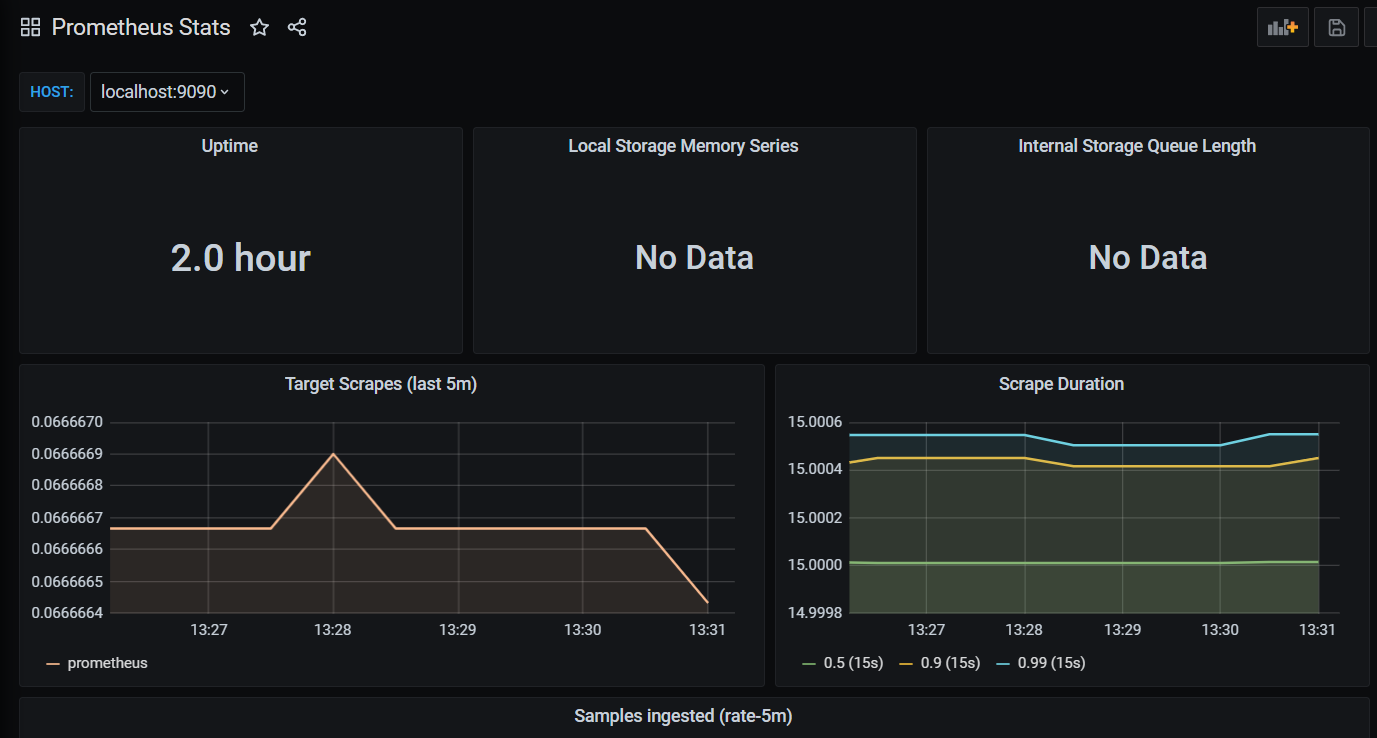 Prometheus Stats
HOST: localhost:9090
Uptime
2.0 hour
Local Storage Memory Series
No Data
Internal Storage Queue Length
No Data
Target Scrapes (last 5m)
0.0666670
0.0666669
0.0666668
0.0666667
0.0666666
0.0666665
0.0666664
13:27 13:28 13:29 13:30 13:31
prometheus
Scrape Duration
15.0006
15.0004
15.0002
15.0000
14.9998
13:27 13:28 13:29 13:30 13:31
0.5 (15s) 0.9 (15s) 0.99 (15s)
Samples ingested (rate-5m)